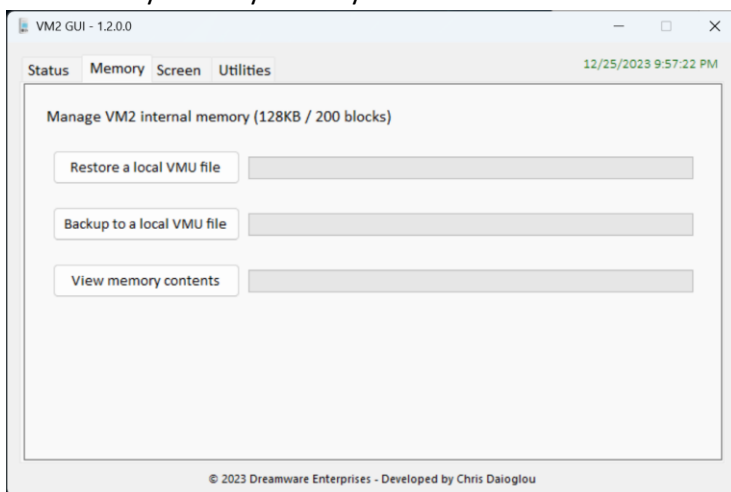 VM2 GUI - 1.2.0.0
Status Memory Screen Utilities 12/25/2023 9:57:22 PM
Manage VM2 internal memory (128KB / 200 blocks)
Restore a local VMU file
Backup to a local VMU file
View memory contents
© 2023 Dreamware Enterprises - Developed by Chris Daioglou